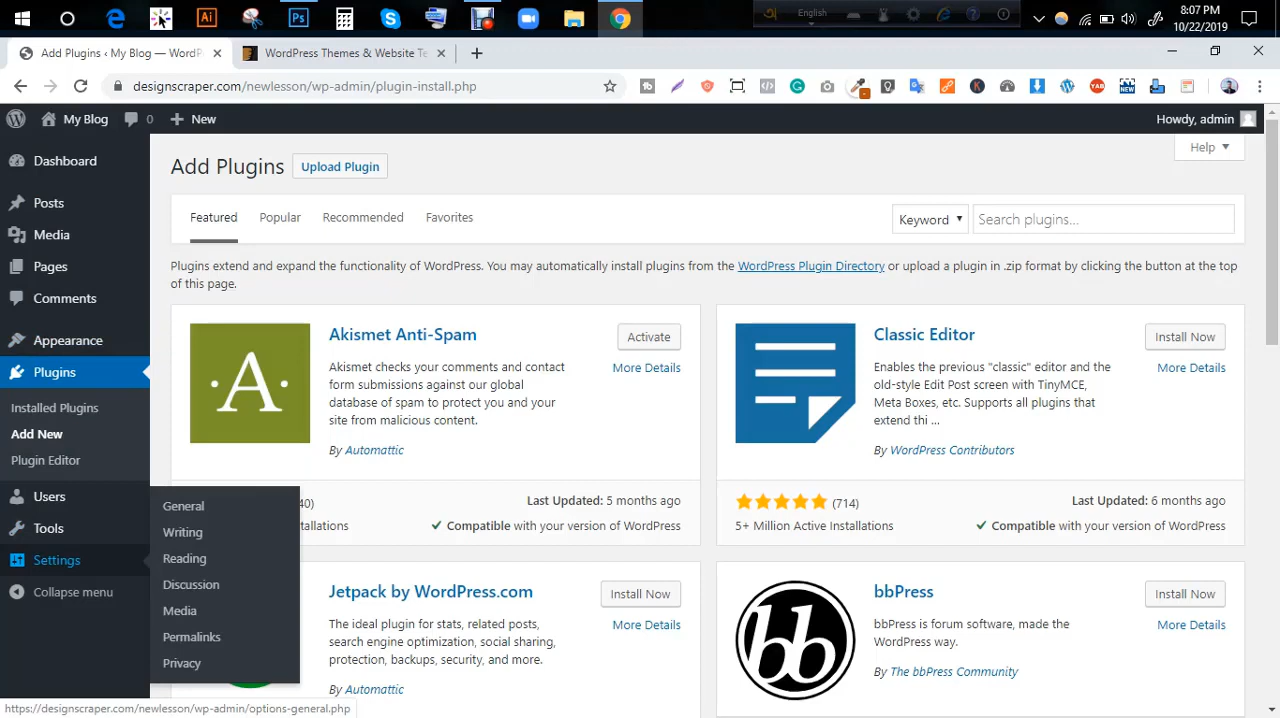 English
8:07 PM
10/22/2019
Add Plugins ‹ My Blog — WordP
WordPress Themes & Website Te
designscraper.com/newlesson/wp-admin/plugin-install.php
My Blog
0
New
Howdy, admin
Dashboard
Posts
Media
Pages
Comments
Appearance
Plugins
Installed Plugins
Add New
Plugin Editor
Users
Tools
Settings
Collapse menu
General
Writing
Reading
Discussion
Media
Permalinks
Privacy
Add Plugins
Upload Plugin
Help
Featured
Popular
Recommended
Favorites
Keyword
Search plugins...
Plugins extend and expand the functionality of WordPress. You may automatically install plugins from the WordPress Plugin Directory or upload a plugin in .zip format by clicking the button at the top
of this page.
Akismet Anti-Spam
Activate
More Details
Akismet checks your comments and contact
form submissions against our global
database of spam to protect you and your
site from malicious content.
By Automattic
40)
stallations
Last Updated: 5 months ago
Compatible with your version of WordPress
Classic Editor
Install Now
More Details
Enables the previous "classic" editor and the
old-style Edit Post screen with TinyMCE,
Meta Boxes, etc. Supports all plugins that
extend thi ...
By WordPress Contributors
(714)
5+ Million Active Installations
Last Updated: 6 months ago
Compatible with your version of WordPress
Jetpack by WordPress.com
Install Now
More Details
The ideal plugin for stats, related posts,
search engine optimization, social sharing,
protection, backups, security, and more.
By Automattic
bbPress
Install Now
More Details
bbPress is forum software, made the
WordPress way.
By The bbPress Community
https://designscraper.com/newlesson/wp-admin/options-general.php